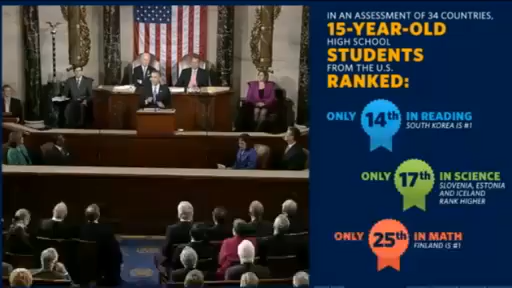 IN AN ASSESSMENT OF 34 COUNTRIES,
15-YEAR-OLD
HIGH SCHOOL
STUDENTS
FROM THE U.S.
RANKED:
ONLY 14th IN READING
SOUTH KOREA IS #1
ONLY 17th IN SCIENCE
SLOVENIA, ESTONIA
AND ICELAND
RANK HIGHER
ONLY 25th IN MATH
FINLAND IS #1